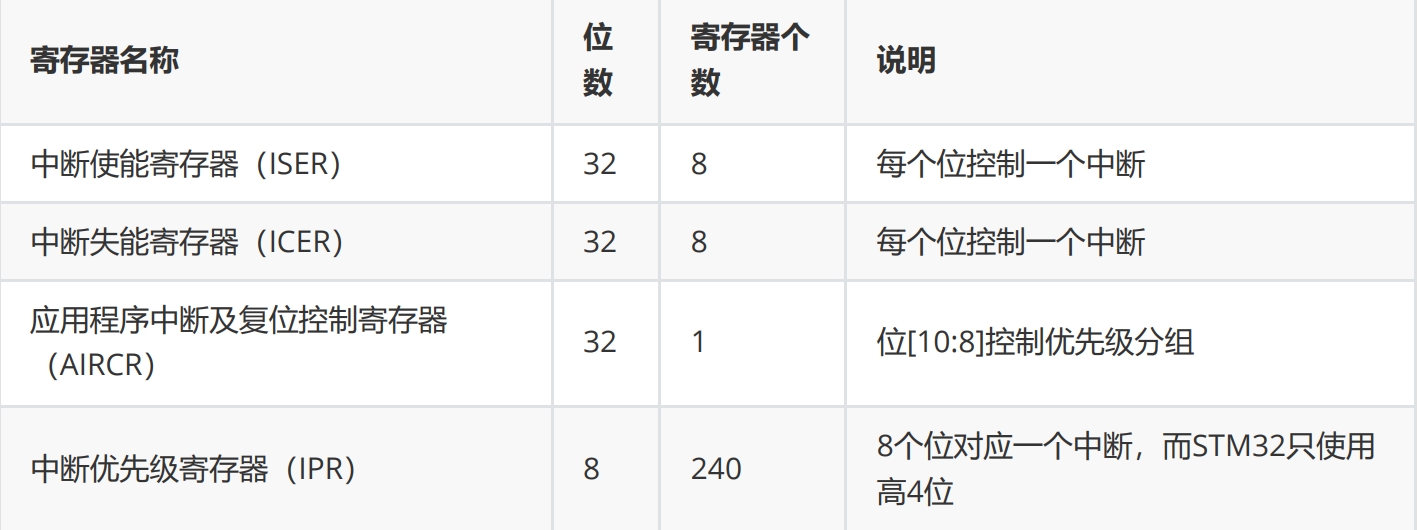 寄存器名称
位
数
寄存器个
数
说明
中断使能寄存器（ISER）
32
8
每个位控制一个中断
中断失能寄存器（ICER）
32
8
每个位控制一个中断
应用程序中断及复位控制寄存器
（AIRCR）
32
1
位[10:8]控制优先级分组
中断优先级寄存器（IPR）
8
240
8个位对应一个中断，而STM32只使用
高4位